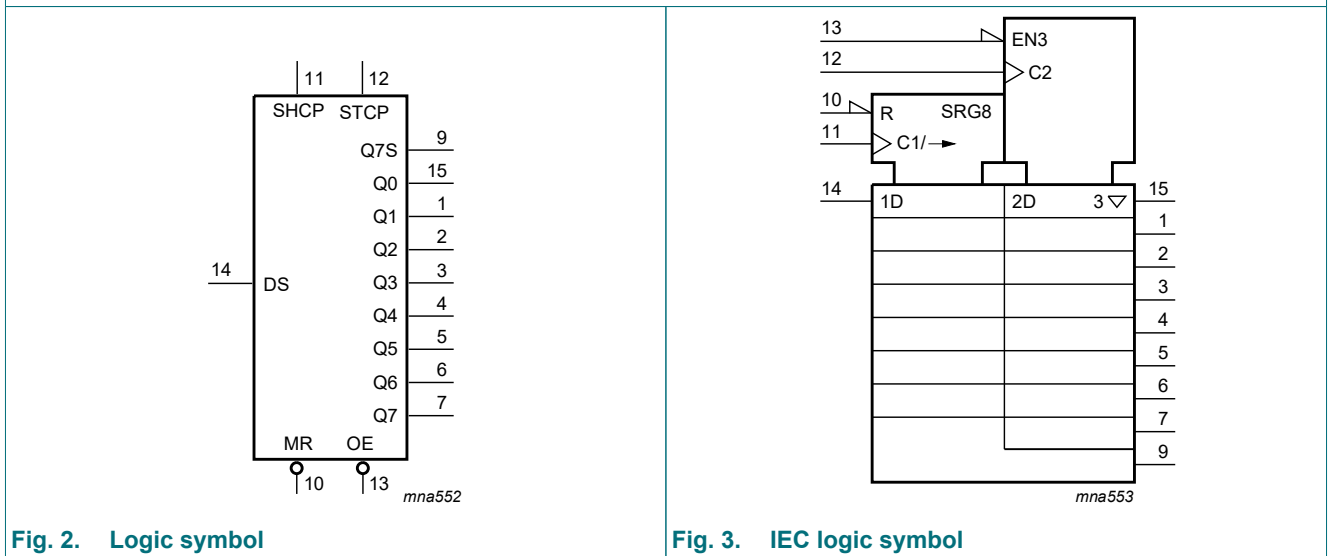 11 12
SHCP STCP
Q7S 9
Q0 15
Q1 1
Q2 2
14 DS Q3 3
Q4 4
Q5 5
Q6 6
Q7 7
MR OE
10 13
mna552
Fig. 2. Logic symbol
13 EN3
12 C2
10 R SRG8
11 C1/
14 1D 2D 3 15
1
2
3
4
5
6
7
9
mna553
Fig. 3. IEC logic symbol